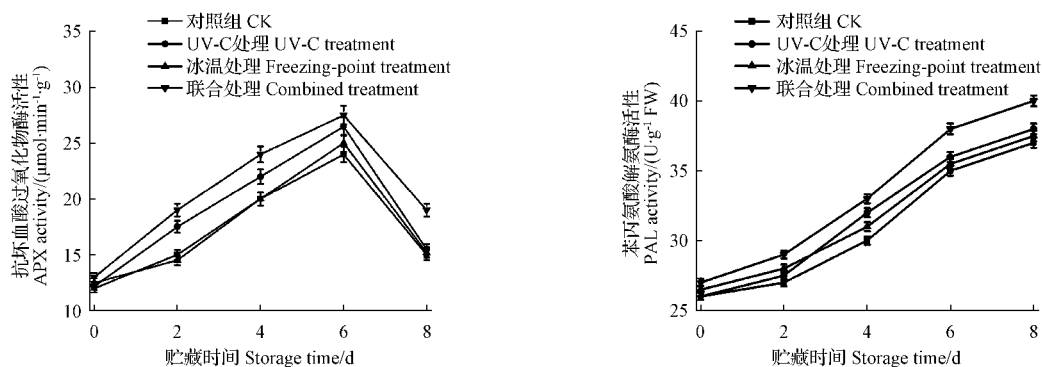 35
30
25
20
15
10
抗坏血酸过氧化物酶活性
APX activity/(μmol·min⁻¹·g⁻¹)
对照组 CK
UV-C处理 UV-C treatment
冰温处理 Freezing-point treatment
联合处理 Combined treatment
0 2 4 6 8
贮藏时间 Storage time/d
45
40
35
30
25
苯丙氨酸解氨酶活性
PAL activity/(U·g⁻¹ FW)
对照组 CK
UV-C处理 UV-C treatment
冰温处理 Freezing-point treatment
联合处理 Combined treatment
0 2 4 6 8
贮藏时间 Storage time/d